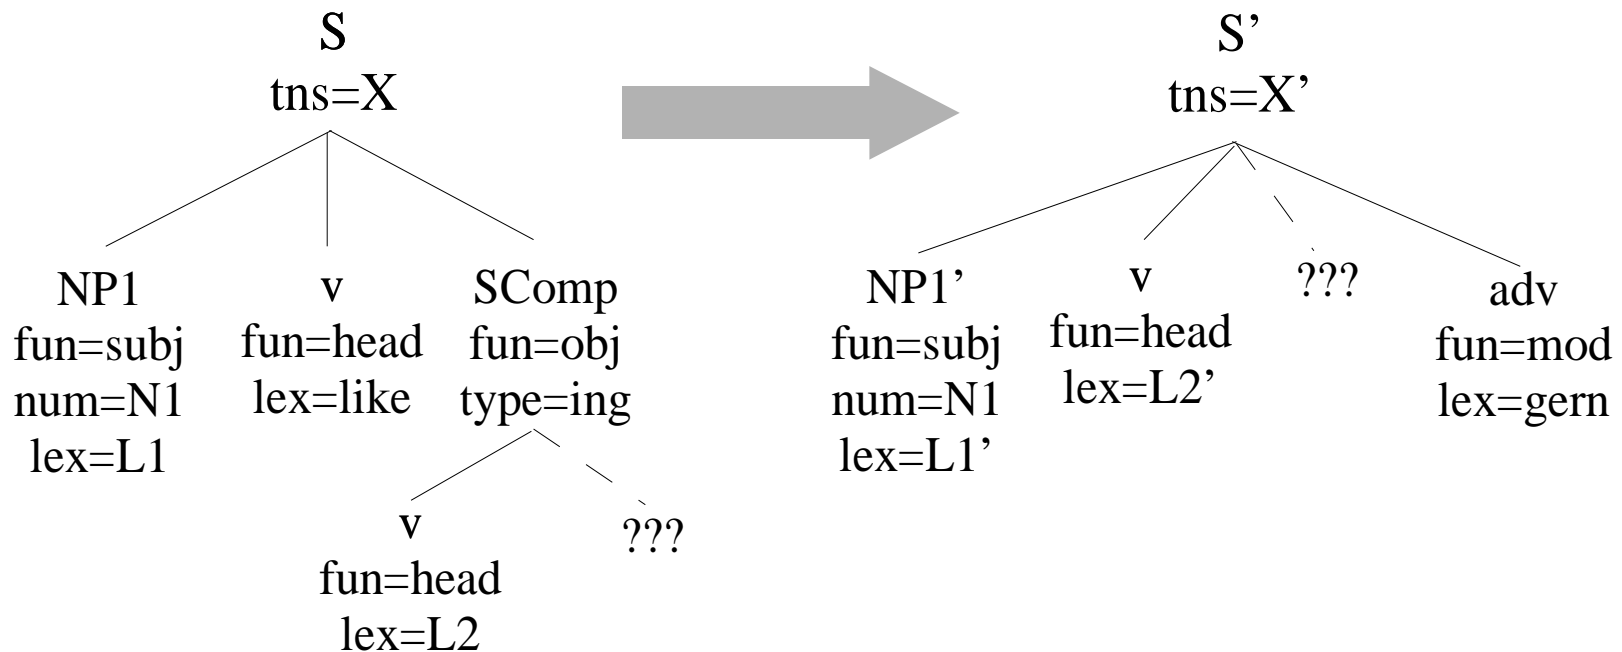 S
tns=X
S’
tns=X’
NP1
fun=subj
num=N1
lex=L1
v
fun=head
lex=like
SComp
fun=obj
type=ing
v
fun=head
lex=L2
???
NP1’
fun=subj
num=N1
lex=L1’
v
fun=head
lex=L2’
???
adv
fun=mod
lex=gern